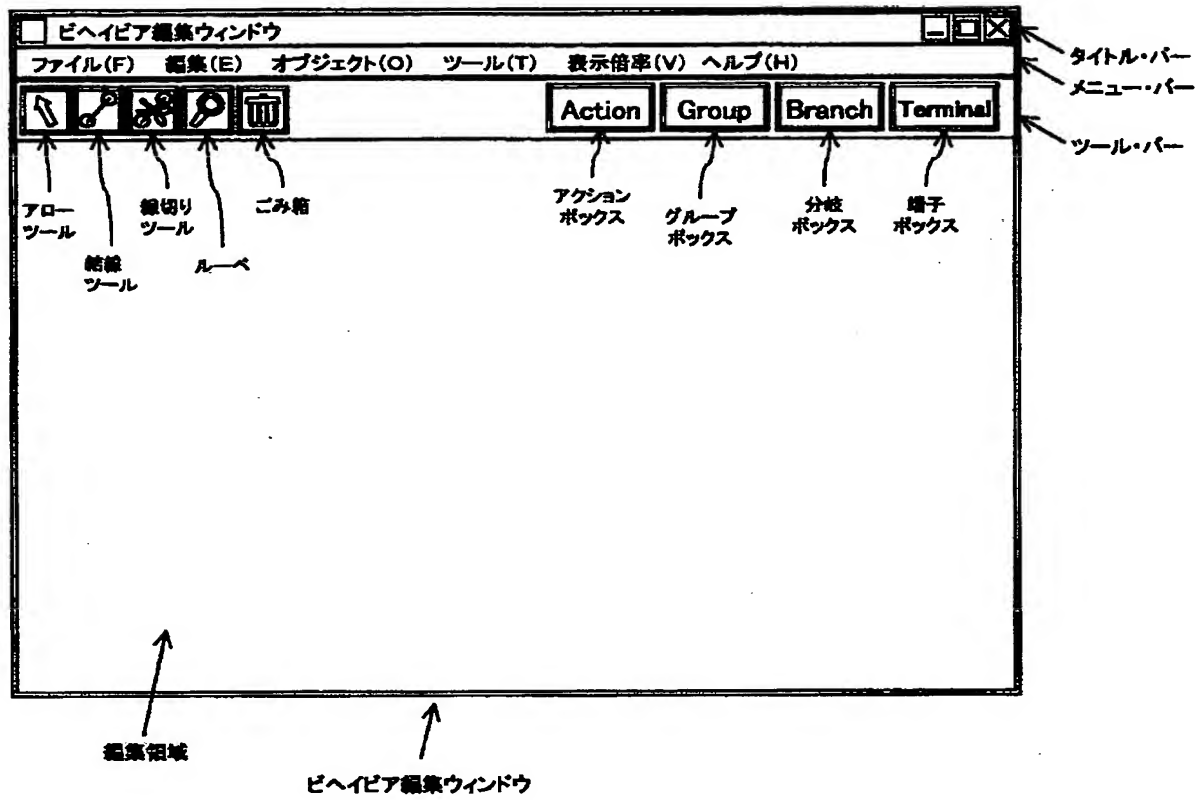 ビヘイビア編集ウィンドウ
タイトル・バー
ファイル(F) 編集(E) オブジェクト(O) ツール(T) 表示倍率(V) ヘルプ(H)
メニュー・バー
Action Group Branch Terminal
ツール・バー
アロー
ツール
結線
ツール
線切り
ツール
ルーペ
ごみ箱
アクション
ボックス
グループ
ボックス
分岐
ボックス
端子
ボックス
編集領域
ビヘイビア編集ウィンドウ